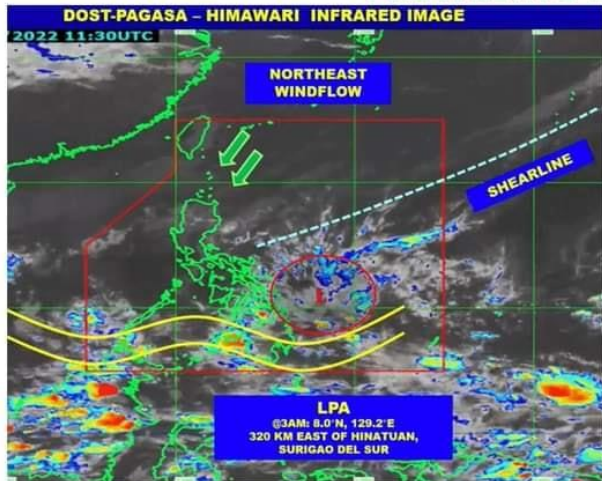 DOST-PAGASA – HIMAWARI INFRARED IMAGE
/2022 11:30UTC
NORTHEAST
WINDFLOW
SHEARLINE
L
LPA
@3AM: 8.0°N, 129.2°E
320 KM EAST OF HINATUAN,
SURIGAO DEL SUR